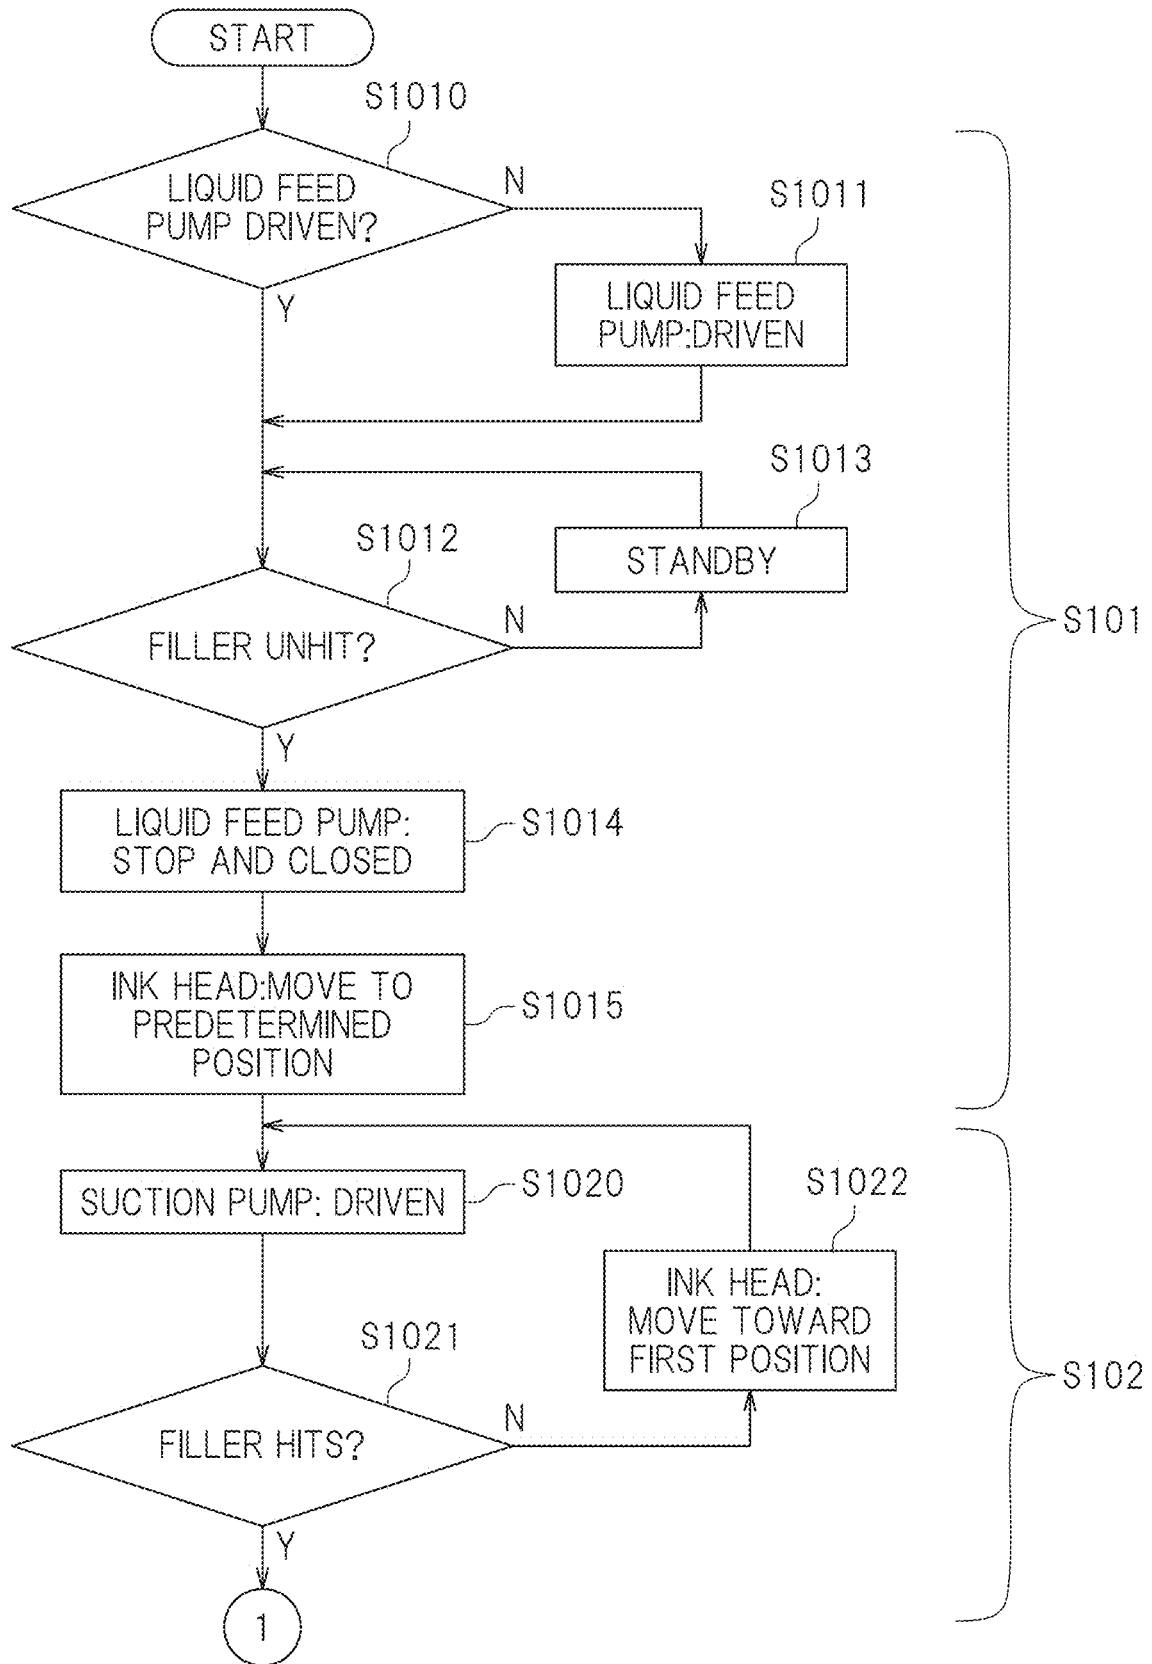 START
S1010
LIQUID FEED
PUMP DRIVEN?
N
Y
S1011
LIQUID FEED
PUMP:DRIVEN
S1013
STANDBY
S1012
FILLER UNHIT?
N
Y
S101
LIQUID FEED PUMP:
STOP AND CLOSED
S1014
INK HEAD:MOVE TO
PREDETERMINED
POSITION
S1015
SUCTION PUMP: DRIVEN
S1020
S1022
INK HEAD:
MOVE TOWARD
FIRST POSITION
S1021
FILLER HITS?
N
Y
S102
1